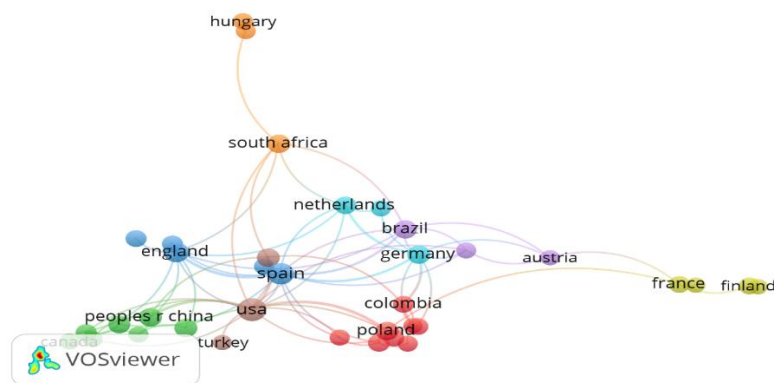 hungary
south africa
netherlands
brazil
england
germany
austria
spain
france
finland
usa
colombia
peoples r china
poland
canada
turkey
VOSviewer